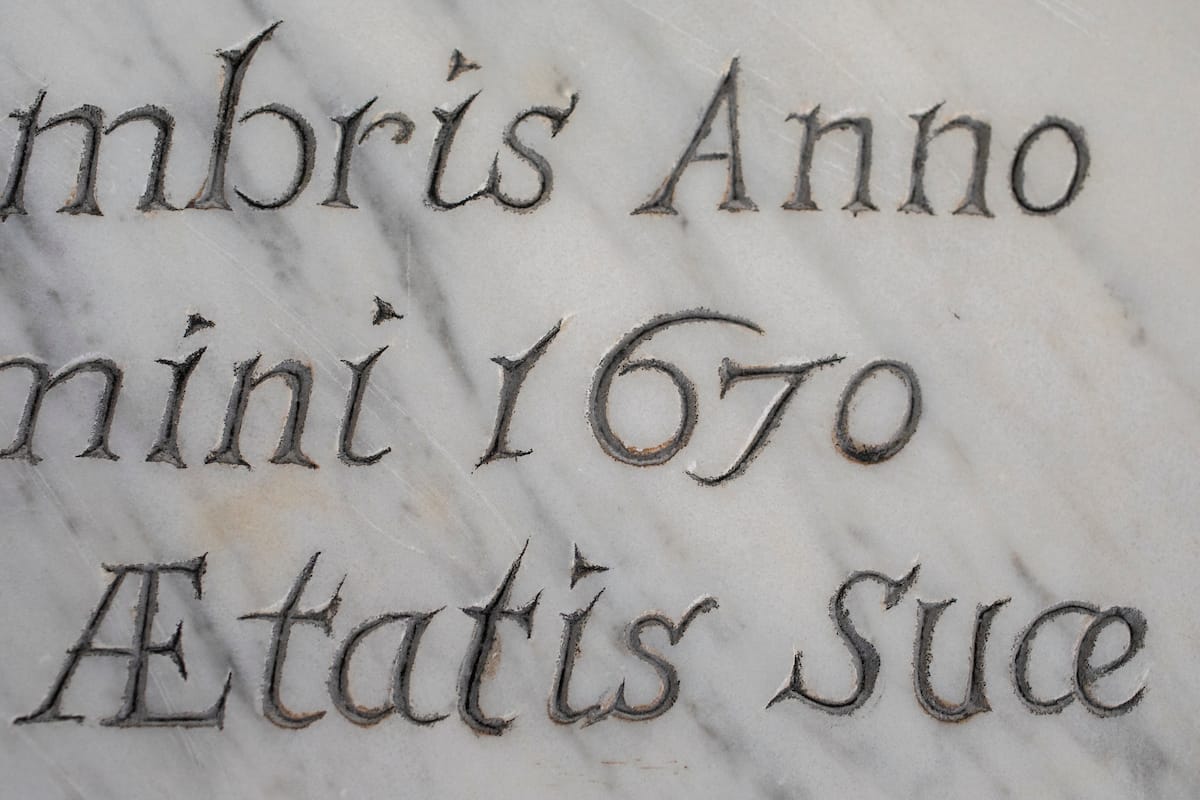 mbris Anno
mini 1670
Ætatis Suæ